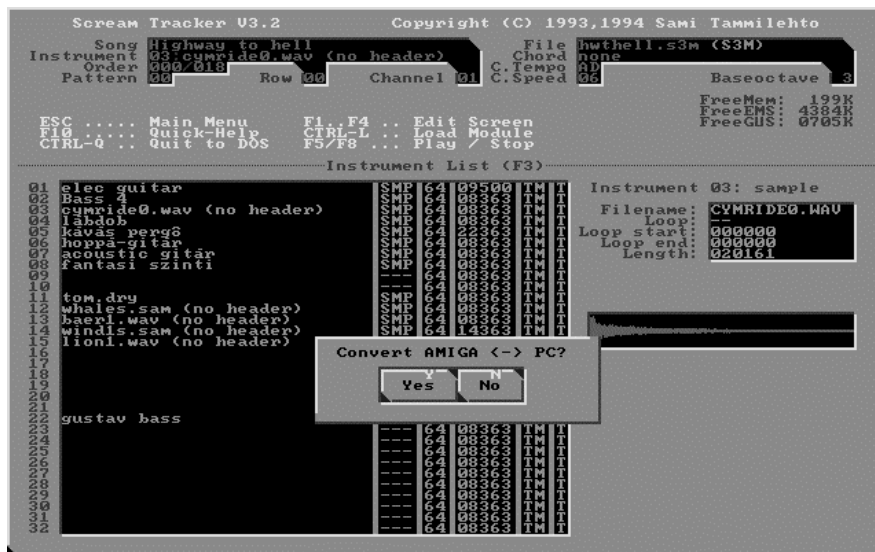 Scream Tracker V3.2 Copyright (C) 1993,1994 Sami Tammilehto
Song Highway to hell File hwthell.s3m (S3M)
Instrument 03:cymride0.wav (no header) Chord none
Order 000/018 C.Tempo AD
Pattern 00 Row 00 Channel 01 C.Speed 06 Baseoctave 3
FreeMem: 199K
FreeEMS: 4384K
FreeGUS: 0705K
ESC ..... Main Menu F1..F4 .. Edit Screen
F10 ..... Quick-Help CTRL-L .. Load Module
CTRL-Q .. Quit to DOS F5/F8 ... Play / Stop
Instrument List (F3)
01 elec guitar SMP 64 09500 TM T
02 Bass 4 SMP 64 08363 TM T
03 cymride0.wav (no header) SMP 64 08363 TM T
04 lábdob SMP 64 08363 TM T
05 kávás pergő SMP 64 22363 TM T
06 hoppá-gitár SMP 64 08363 TM T
07 acoustic gitár SMP 64 08363 TM T
08 fantasi szinti SMP 64 08363 TM T
09 --- 64 08363 TM T
10 --- 64 08363 TM T
11 tom.dry SMP 64 08363 TM T
12 whales.sam (no header) SMP 64 08363 TM T
13 baer1.wav (no header) SMP 64 08363 TM T
14 wind1s.sam (no header) SMP 64 14363 TM T
15 lion1.wav (no header) SMP 64 08363 TM T
16
17
18
19
20
21
22 gustav bass
23 --- 64 08363 TM T
24 --- 64 08363 TM T
25 --- 64 08363 TM T
26 --- 64 08363 TM T
27 --- 64 08363 TM T
28 --- 64 08363 TM T
29 --- 64 08363 TM T
30 --- 64 08363 TM T
31 --- 64 08363 TM T
32 --- 64 08363 TM T
Instrument 03: sample
Filename: CYMRIDE0.WAV
Loop: --
Loop start: 000000
Loop end: 000000
Length: 020161
Convert AMIGA <-> PC?
Y N
Yes No